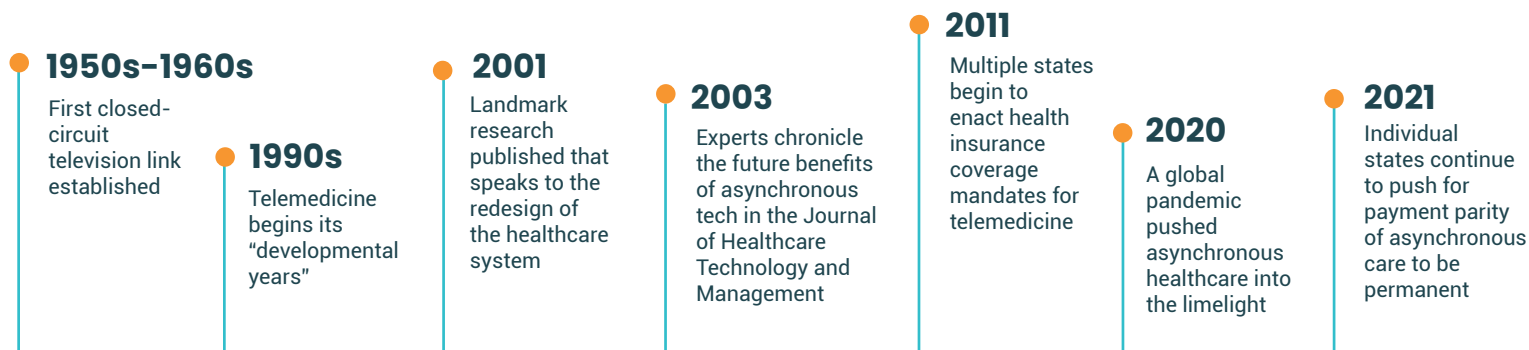 1950s-1960s
First closed-
circuit
television link
established
1990s
Telemedicine
begins its
“developmental
years”
2001
Landmark
research
published that
speaks to the
redesign of
the healthcare
system
2003
Experts chronicle
the future benefits
of asynchronous
tech in the Journal
of Healthcare
Technology and
Management
2011
Multiple states
begin to
enact health
insurance
coverage
mandates for
telemedicine
2020
A global
pandemic
pushed
asynchronous
healthcare into
the limelight
2021
Individual
states continue
to push for
payment parity
of asynchronous
care to be
permanent